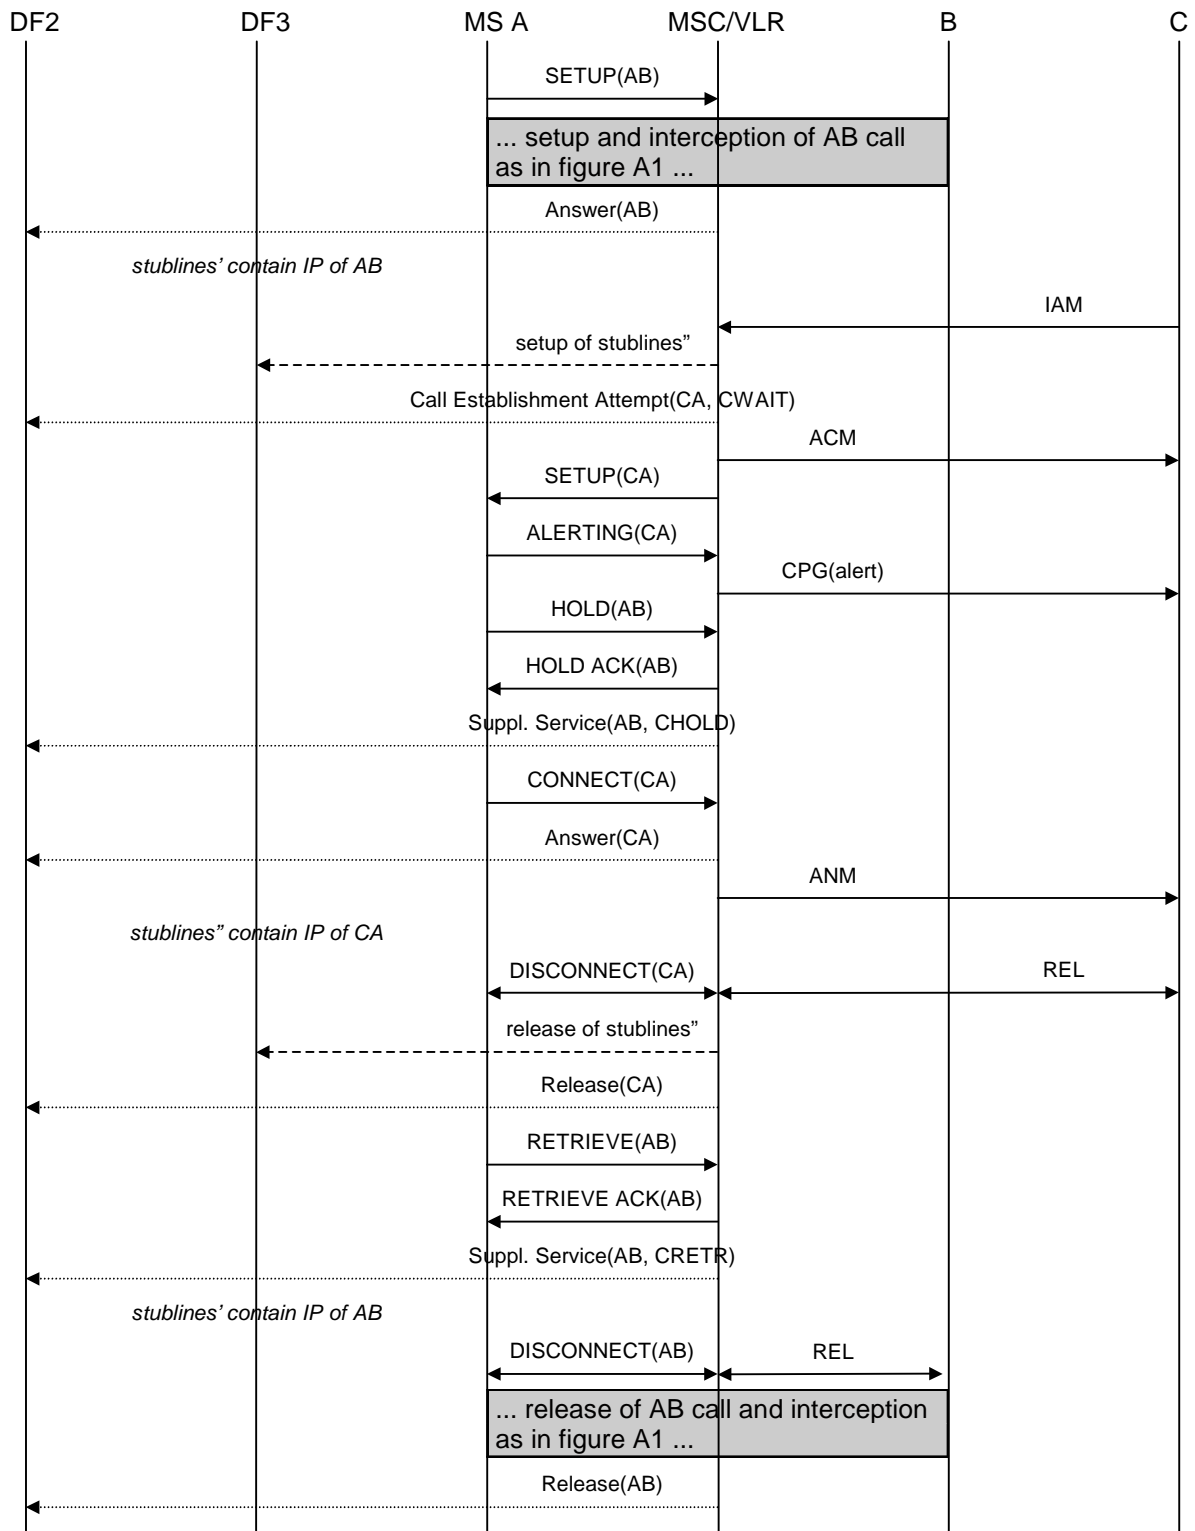 DF2 DF3 MS A MSC/VLR B C
SETUP(AB)
... setup and interception of AB call
as in figure A1 ...
Answer(AB)
stublines’ contain IP of AB
IAM
setup of stublines”
Call Establishment Attempt(CA, CWAIT)
ACM
SETUP(CA)
ALERTING(CA)
CPG(alert)
HOLD(AB)
HOLD ACK(AB)
Suppl. Service(AB, CHOLD)
CONNECT(CA)
Answer(CA)
ANM
stublines” contain IP of CA
DISCONNECT(CA) REL
release of stublines”
Release(CA)
RETRIEVE(AB)
RETRIEVE ACK(AB)
Suppl. Service(AB, CRETR)
stublines’ contain IP of AB
DISCONNECT(AB) REL
... release of AB call and interception
as in figure A1 ...
Release(AB)